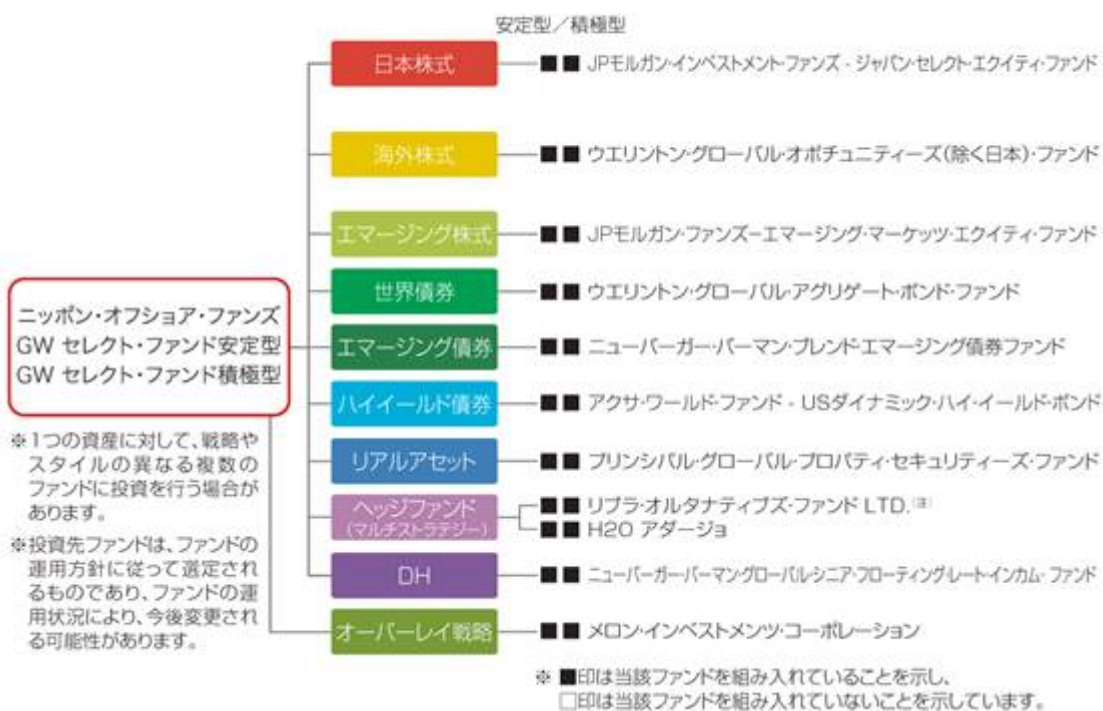 安定型／積極型
日本株式
■ ■ JPモルガン・インベストメント・ファンズ - ジャパン・セレクト・エクイティ・ファンド
海外株式
■ ■ ウエリントン・グローバル・オポチュニティーズ(除く日本)・ファンド
エマージング株式
■ ■ JPモルガン・ファンズ-エマージング・マーケッツ・エクイティ・ファンド
世界債券
■ ■ ウエリントン・グローバル・アグリゲート・ボンド・ファンド
ニッポン・オフショア・ファンズ
GW セレクト・ファンド安定型
GW セレクト・ファンド積極型
エマージング債券
■ ■ ニューバーガー・バーマン・ブレンド・エマージング債券ファンド
ハイイールド債券
■ ■ アクサ・ワールド・ファンド - USダイナミック・ハイ・イールド・ボンド
リアルアセット
■ ■ プリンシパル・グローバル・プロパティ・セキュリティーズ・ファンド
ヘッジファンド
(マルチストラテジー)
■ ■ リブラ・オルタナティブズ・ファンド LTD.(注)
■ ■ H2O アダージョ
DH
■ ■ ニューバーガー・バーマン・グローバル・シニア・フローティング・レート・インカム・ファンド
オーバーレイ戦略
■ ■ メロン・インベストメンツ・コーポレーション
※1つの資産に対して、戦略や
スタイルの異なる複数の
ファンドに投資を行う場合が
あります。
※投資先ファンドは、ファンドの
運用方針に従って選定され
るものであり、ファンドの運
用状況により、今後変更され
る可能性があります。
※ ■印は当該ファンドを組み入れていることを示し、
□印は当該ファンドを組み入れていないことを示しています。